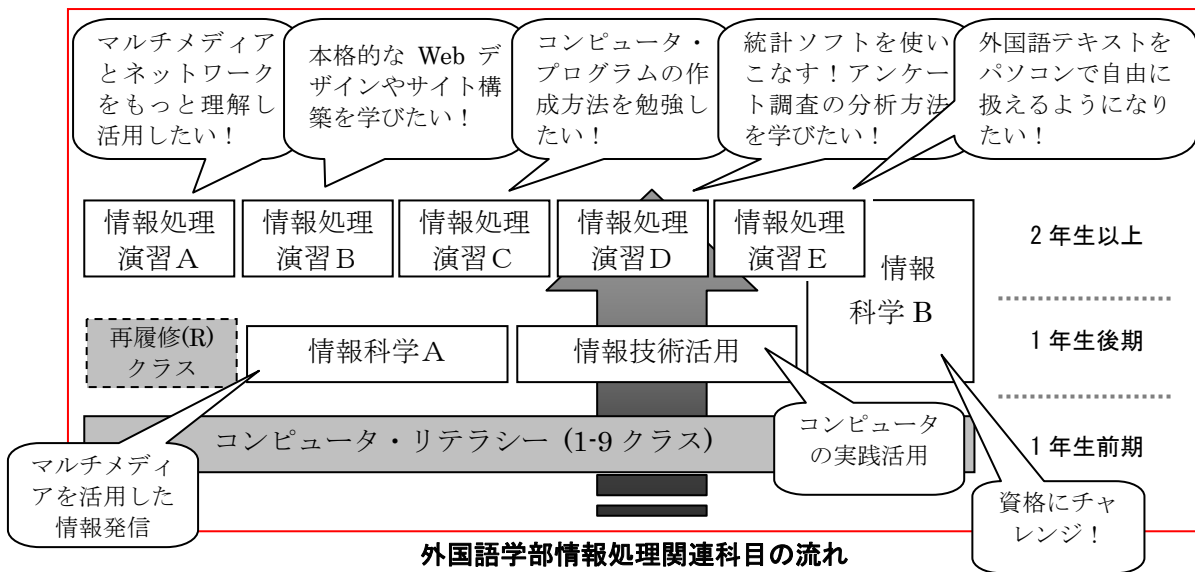 マルチメディア
とネットワーク
をもっと理解し
活用したい！
本格的な Web デ
ザインやサイト構
築を学びたい！
コンピュータ・
プログラムの作
成方法を勉強し
たい！
統計ソフトを使い
こなす！アンケー
ト調査の分析方法
を学びたい！
外国語テキストを
パソコンで自由に
扱えるようになり
たい！
情報処理
演習A
情報処理
演習B
情報処理
演習C
情報処理
演習D
情報処理
演習E
情報
科学 B
2 年生以上
再履修(R)
クラス
情報科学A
情報技術活用
1 年生後期
コンピュータ・リテラシー (1-9 クラス)
1 年生前期
マルチメディ
アを活用した
情報発信
コンピュータ
の実践活用
資格にチャ
レンジ！
外国語学部情報処理関連科目の流れ